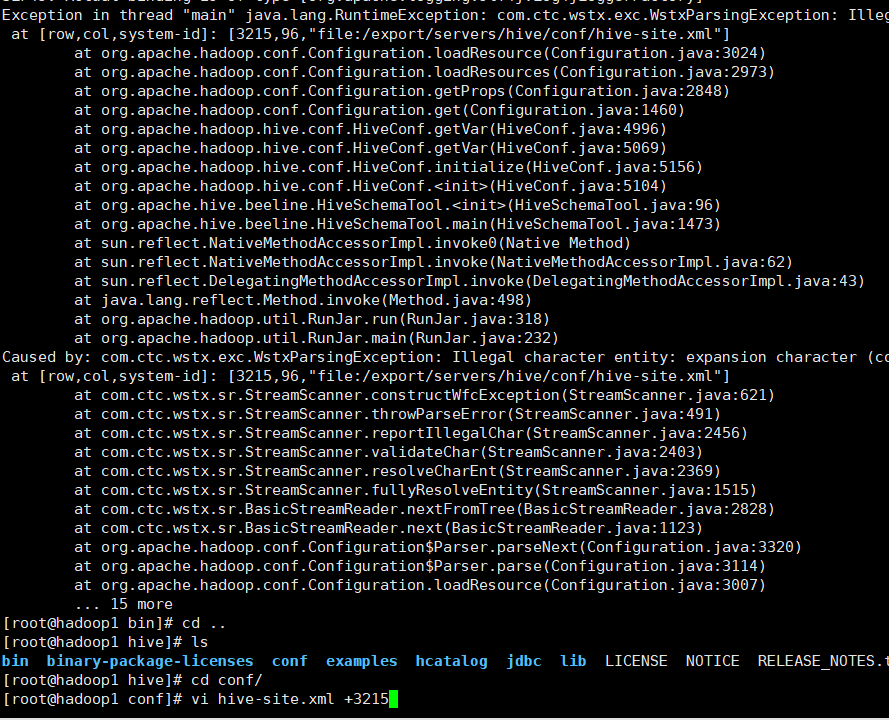 Exception in thread "main" java.lang.RuntimeException: com.ctc.wstx.exc.WstxParsingException: Illeg
 at [row,col,system-id]: [3215,96,"file:/export/servers/hive/conf/hive-site.xml"]
        at org.apache.hadoop.conf.Configuration.loadResource(Configuration.java:3024)
        at org.apache.hadoop.conf.Configuration.loadResources(Configuration.java:2973)
        at org.apache.hadoop.conf.Configuration.getProps(Configuration.java:2848)
        at org.apache.hadoop.conf.Configuration.get(Configuration.java:1460)
        at org.apache.hadoop.hive.conf.HiveConf.getVar(HiveConf.java:4996)
        at org.apache.hadoop.hive.conf.HiveConf.getVar(HiveConf.java:5069)
        at org.apache.hadoop.hive.conf.HiveConf.initialize(HiveConf.java:5156)
        at org.apache.hadoop.hive.conf.HiveConf.<init>(HiveConf.java:5104)
        at org.apache.hive.beeline.HiveSchemaTool.<init>(HiveSchemaTool.java:96)
        at org.apache.hive.beeline.HiveSchemaTool.main(HiveSchemaTool.java:1473)
        at sun.reflect.NativeMethodAccessorImpl.invoke0(Native Method)
        at sun.reflect.NativeMethodAccessorImpl.invoke(NativeMethodAccessorImpl.java:62)
        at sun.reflect.DelegatingMethodAccessorImpl.invoke(DelegatingMethodAccessorImpl.java:43)
        at java.lang.reflect.Method.invoke(Method.java:498)
        at org.apache.hadoop.util.RunJar.run(RunJar.java:318)
        at org.apache.hadoop.util.RunJar.main(RunJar.java:232)
Caused by: com.ctc.wstx.exc.WstxParsingException: Illegal character entity: expansion character (co
 at [row,col,system-id]: [3215,96,"file:/export/servers/hive/conf/hive-site.xml"]
        at com.ctc.wstx.sr.StreamScanner.constructWfcException(StreamScanner.java:621)
        at com.ctc.wstx.sr.StreamScanner.throwParseError(StreamScanner.java:491)
        at com.ctc.wstx.sr.StreamScanner.reportIllegalChar(StreamScanner.java:2456)
        at com.ctc.wstx.sr.StreamScanner.validateChar(StreamScanner.java:2403)
        at com.ctc.wstx.sr.StreamScanner.resolveCharEnt(StreamScanner.java:2369)
        at com.ctc.wstx.sr.StreamScanner.fullyResolveEntity(StreamScanner.java:1515)
        at com.ctc.wstx.sr.BasicStreamReader.nextFromTree(BasicStreamReader.java:2828)
        at com.ctc.wstx.sr.BasicStreamReader.next(BasicStreamReader.java:1123)
        at org.apache.hadoop.conf.Configuration$Parser.parseNext(Configuration.java:3320)
        at org.apache.hadoop.conf.Configuration$Parser.parse(Configuration.java:3114)
        at org.apache.hadoop.conf.Configuration.loadResource(Configuration.java:3007)
        ... 15 more
[root@hadoop1 bin]# cd ..
[root@hadoop1 hive]# ls
bin  binary-package-licenses  conf  examples  hcatalog  jdbc  lib  LICENSE  NOTICE  RELEASE_NOTES.t
[root@hadoop1 hive]# cd conf/
[root@hadoop1 conf]# vi hive-site.xml +3215